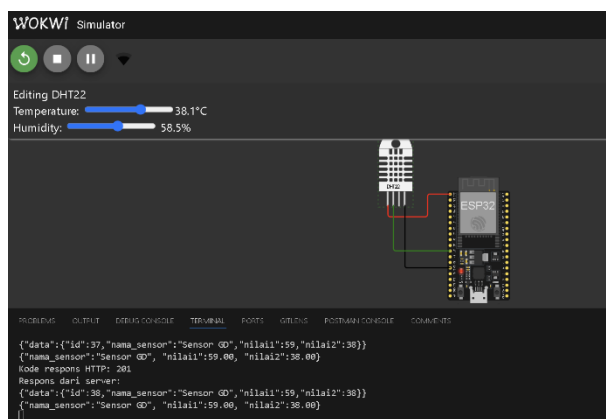 WOKWi Simulator
Editing DHT22
Temperature: 38.1°C
Humidity: 58.5%
DHT22
ESP32
PROBLEMS OUTPUT DEBUG CONSOLE TERMINAL PORTS GITLENS POSTMAN CONSOLE COMMENTS
{"data":{"id":37,"nama_sensor":"Sensor GD","nilai1":59,"nilai2":38}}
{"nama_sensor":"Sensor GD", "nilai1":59.00, "nilai2":38.00}
Kode respons HTTP: 201
Respons dari server:
{"data":{"id":38,"nama_sensor":"Sensor GD","nilai1":59,"nilai2":38}}
{"nama_sensor":"Sensor GD", "nilai1":59.00, "nilai2":38.00}